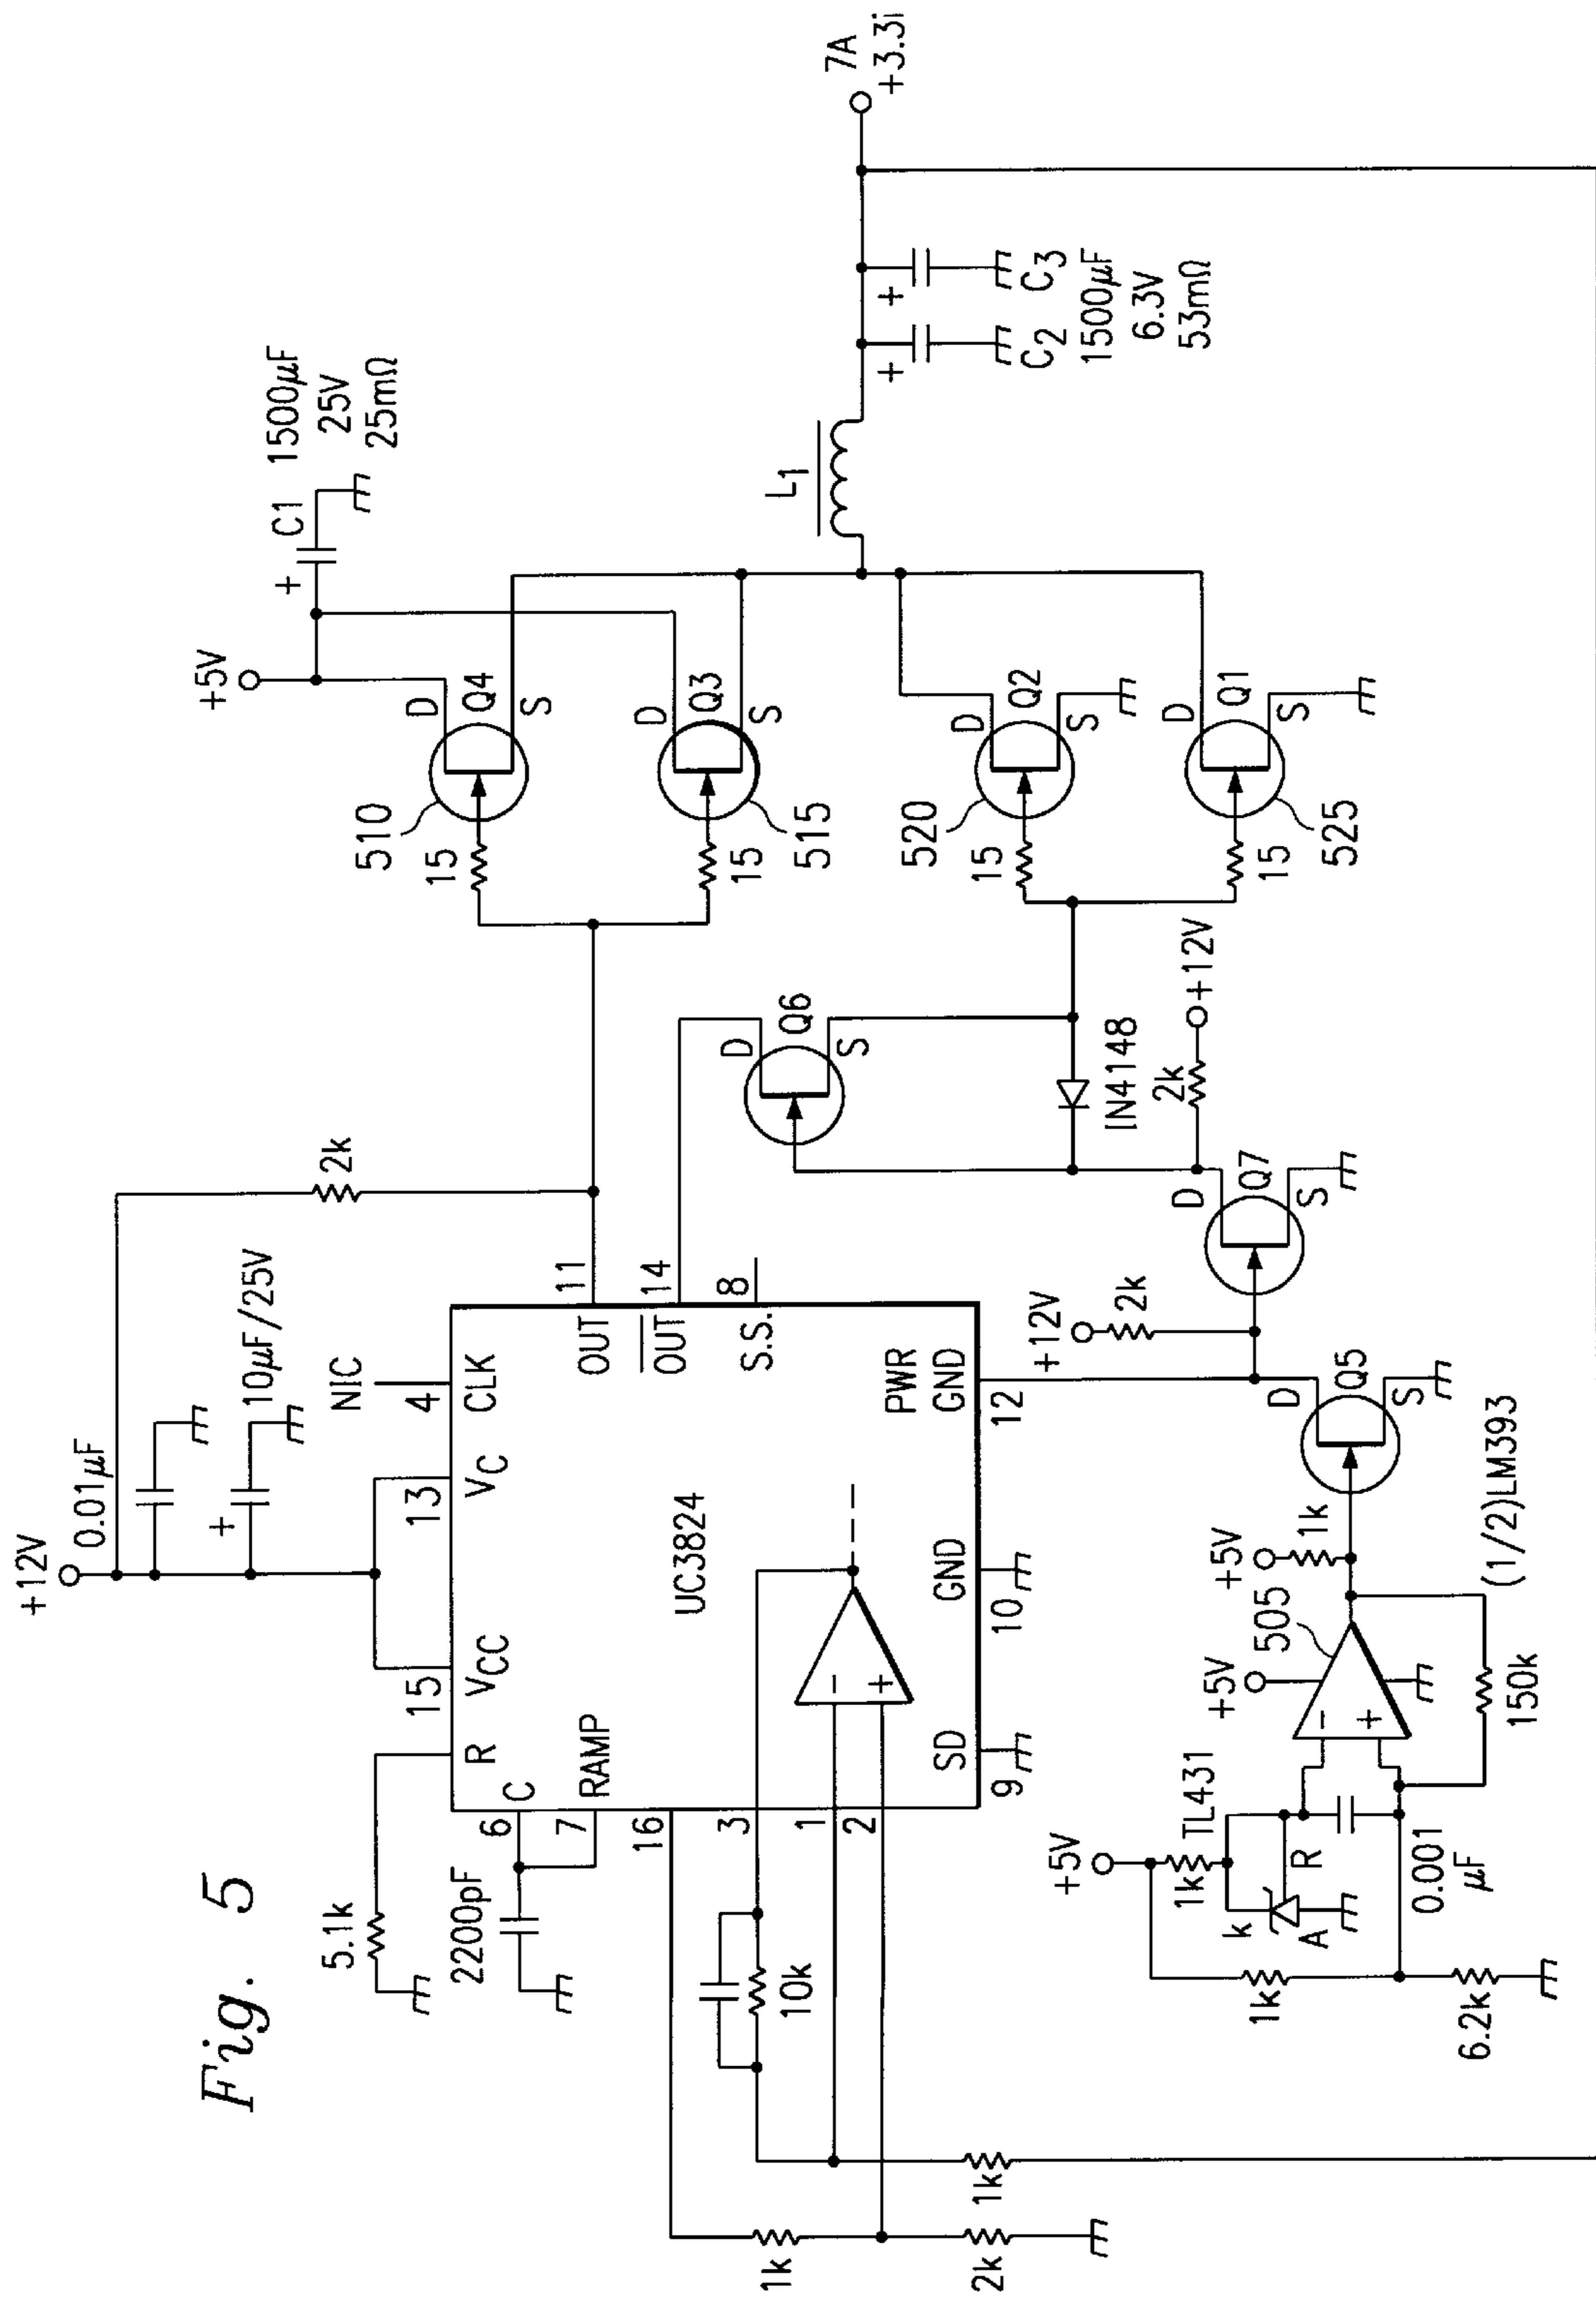 Fig. 5
+12V
0.01µF
10µF/25V
NIC
2k
5.1k
2200pF
15
13
4
R
VCC
VC
CLK
6
C
7
RAMP
16
3
1
2
UC3824
OUT
11
OUT
14
S.S.
8
PWR
GND
12
SD
9
GND
10
-
+
10k
1k
2k
1k
+5V
+
C1
1500µF
25V
25mΩ
510
15
D
Q4
S
515
15
D
Q3
S
520
15
D
Q2
S
525
15
D
Q1
S
L1
+
+
C2
C3
1500µF
6.3V
53mΩ
7A
+3.3i
D
Q6
S
IN4148
2k
+12V
D
Q7
S
+12V
2k
D
Q5
S
+5V
1k
505
+5V
-
+
(1/2)LM393
150k
+5V
1k
TL431
k
R
A
0.001
µF
1k
6.2k